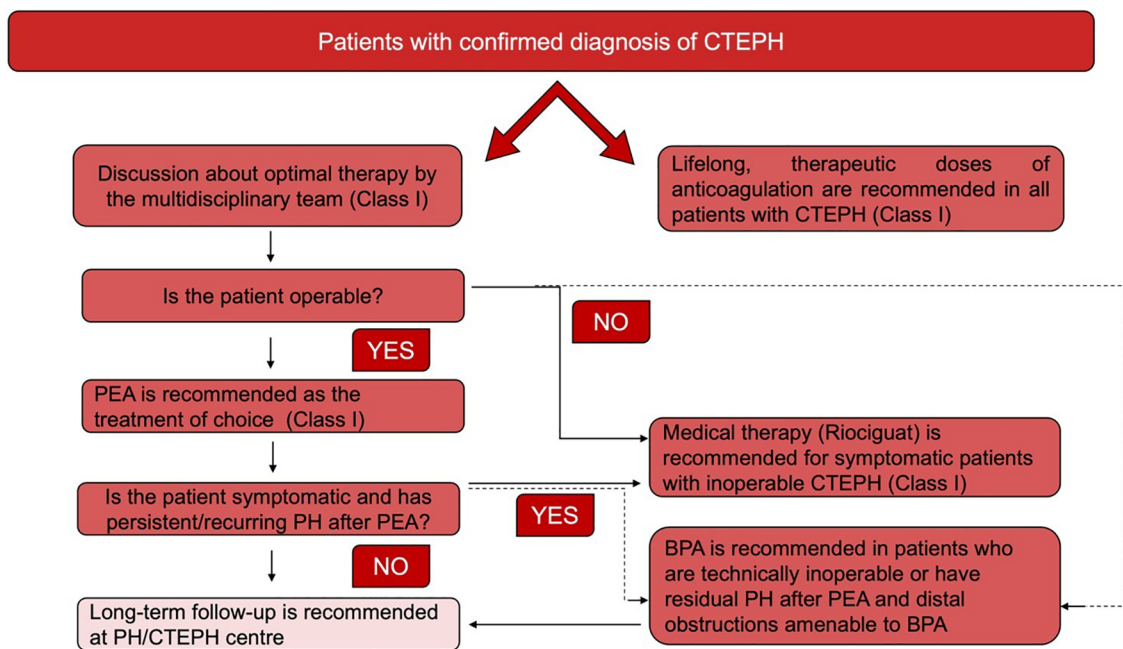 Patients with confirmed diagnosis of CTEPH
Discussion about optimal therapy by
the multidisciplinary team (Class I)
Lifelong, therapeutic doses of
anticoagulation are recommended in all
patients with CTEPH (Class I)
Is the patient operable?
NO
YES
PEA is recommended as the
treatment of choice (Class I)
Medical therapy (Riociguat) is
recommended for symptomatic patients
with inoperable CTEPH (Class I)
Is the patient symptomatic and has
persistent/recurring PH after PEA?
YES
NO
BPA is recommended in patients who
are technically inoperable or have
residual PH after PEA and distal
obstructions amenable to BPA
Long-term follow-up is recommended
at PH/CTEPH centre